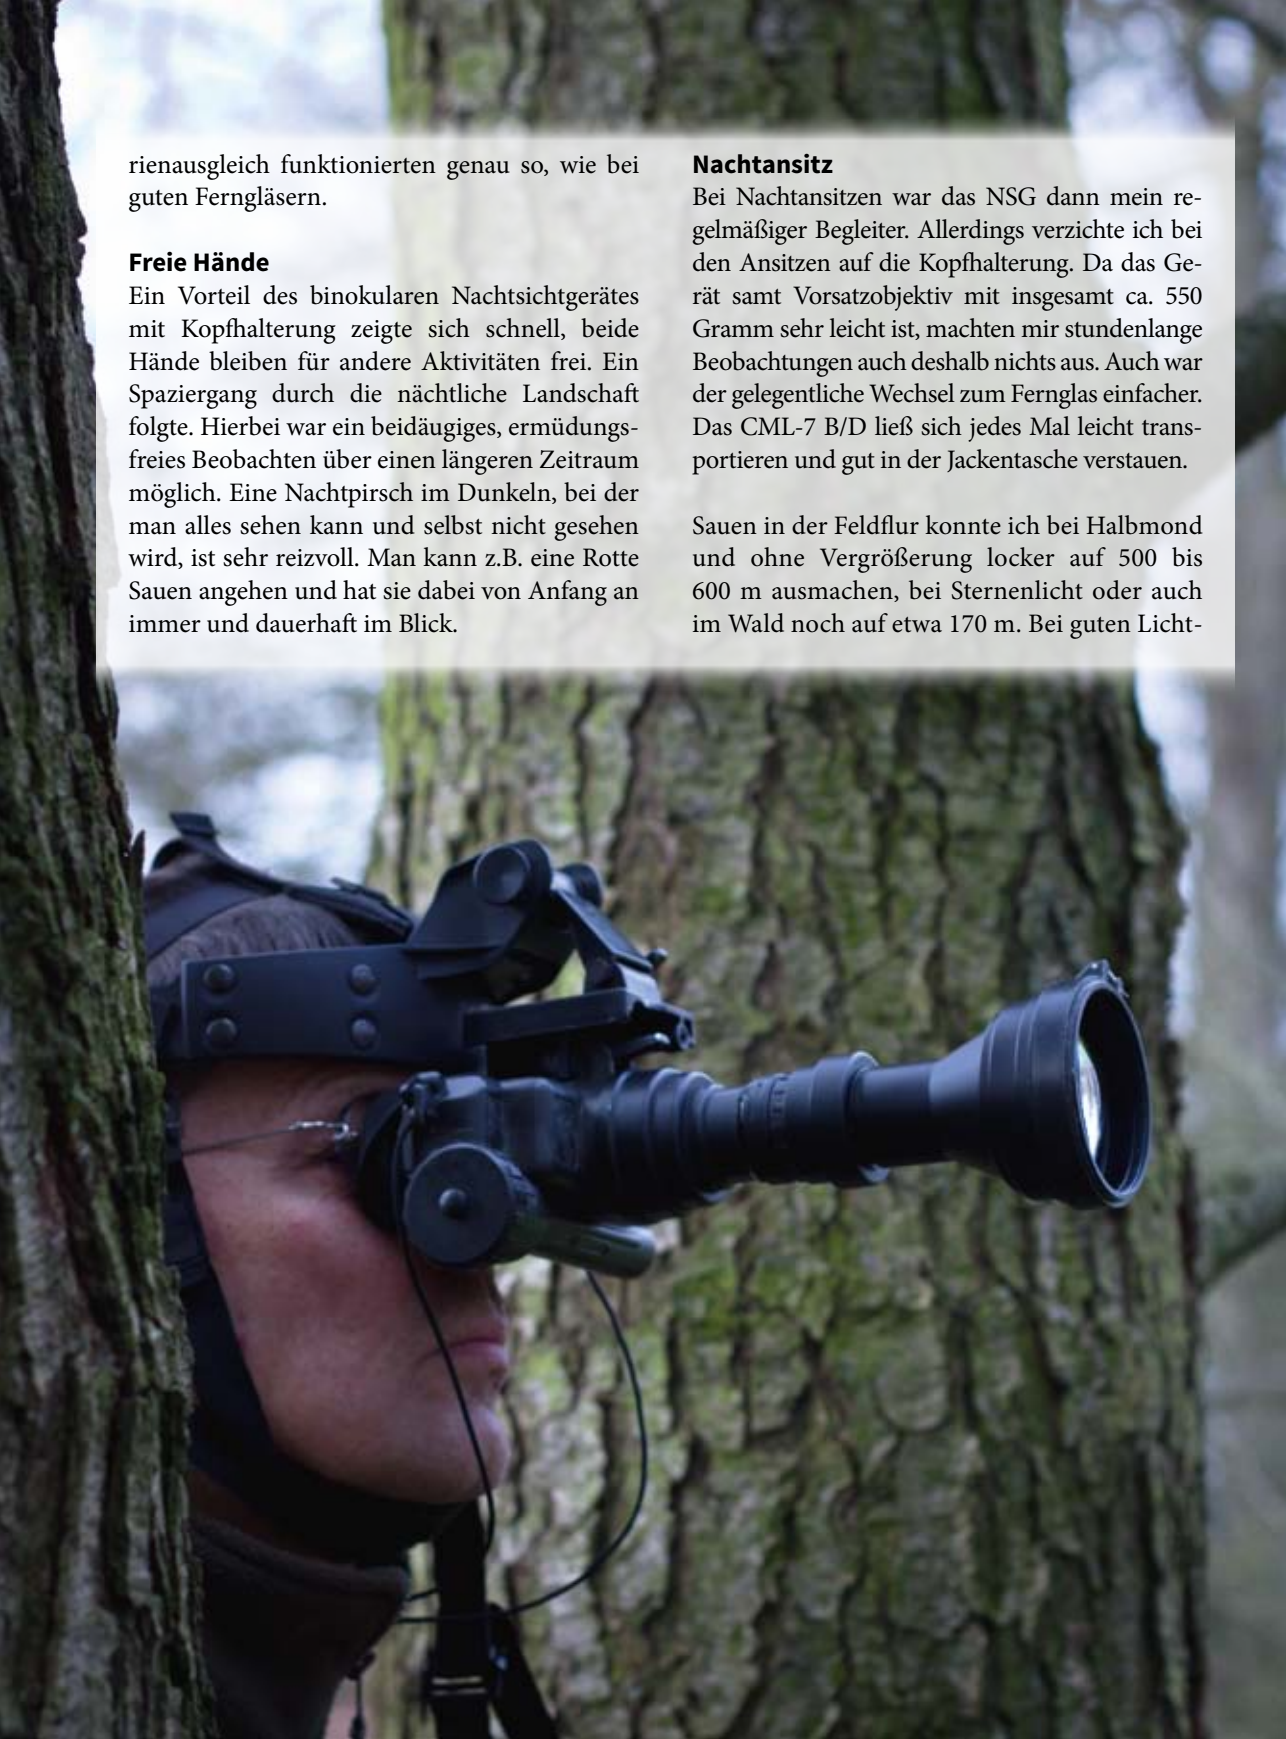 rienausgleich funktionierten genau so, wie bei
guten Ferngläsern.
Freie Hände
Ein Vorteil des binokularen Nachtsichtgerätes
mit Kopfhalterung zeigte sich schnell, beide
Hände bleiben für andere Aktivitäten frei. Ein
Spaziergang durch die nächtliche Landschaft
folgte. Hierbei war ein beidäugiges, ermüdungs-
freies Beobachten über einen längeren Zeitraum
möglich. Eine Nachtpirsch im Dunkeln, bei der
man alles sehen kann und selbst nicht gesehen
wird, ist sehr reizvoll. Man kann z.B. eine Rotte
Sauen angehen und hat sie dabei von Anfang an
immer und dauerhaft im Blick.
Nachtansitz
Bei Nachtansitzen war das NSG dann mein re-
gelmäßiger Begleiter. Allerdings verzichte ich bei
den Ansitzen auf die Kopfhalterung. Da das Ge-
rät samt Vorsatzobjektiv mit insgesamt ca. 550
Gramm sehr leicht ist, machten mir stundenlange
Beobachtungen auch deshalb nichts aus. Auch war
der gelegentliche Wechsel zum Fernglas einfacher.
Das CML-7 B/D ließ sich jedes Mal leicht trans-
portieren und gut in der Jackentasche verstauen.
Sauen in der Feldflur konnte ich bei Halbmond
und ohne Vergrößerung locker auf 500 bis
600 m ausmachen, bei Sternenlicht oder auch
im Wald noch auf etwa 170 m. Bei guten Licht-